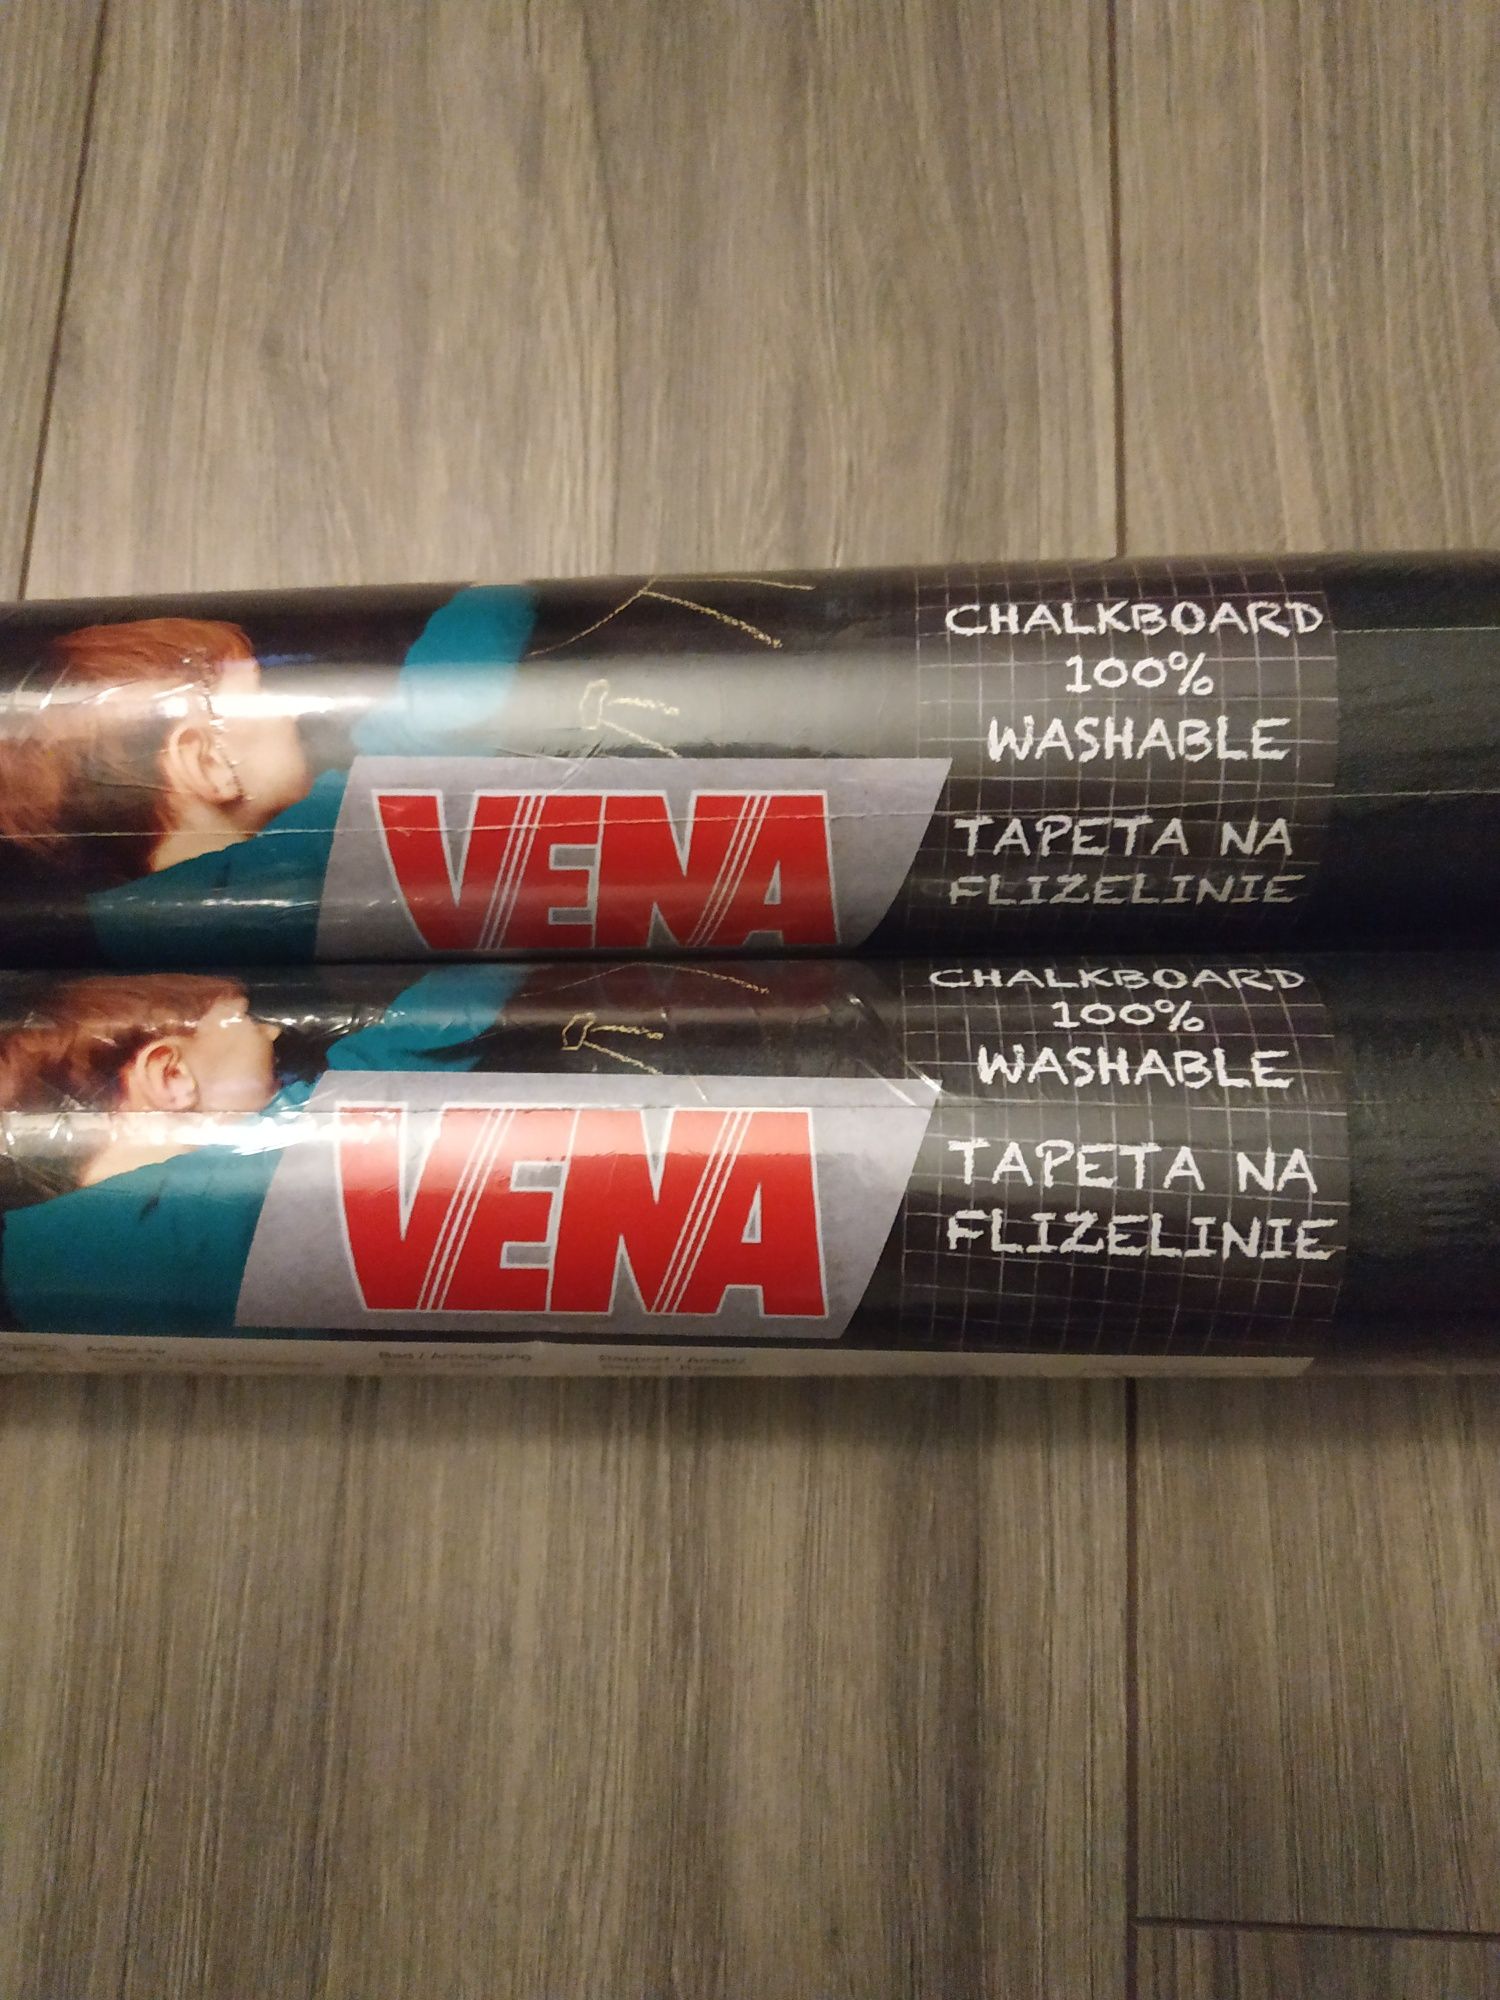 CHALKBOARD
100%
WASHABLE
VENA
TAPETA NA
FLIZELINIE
CHALKBOARD
100%
WASHABLE
VENA
TAPETA NA
FLIZELINIE